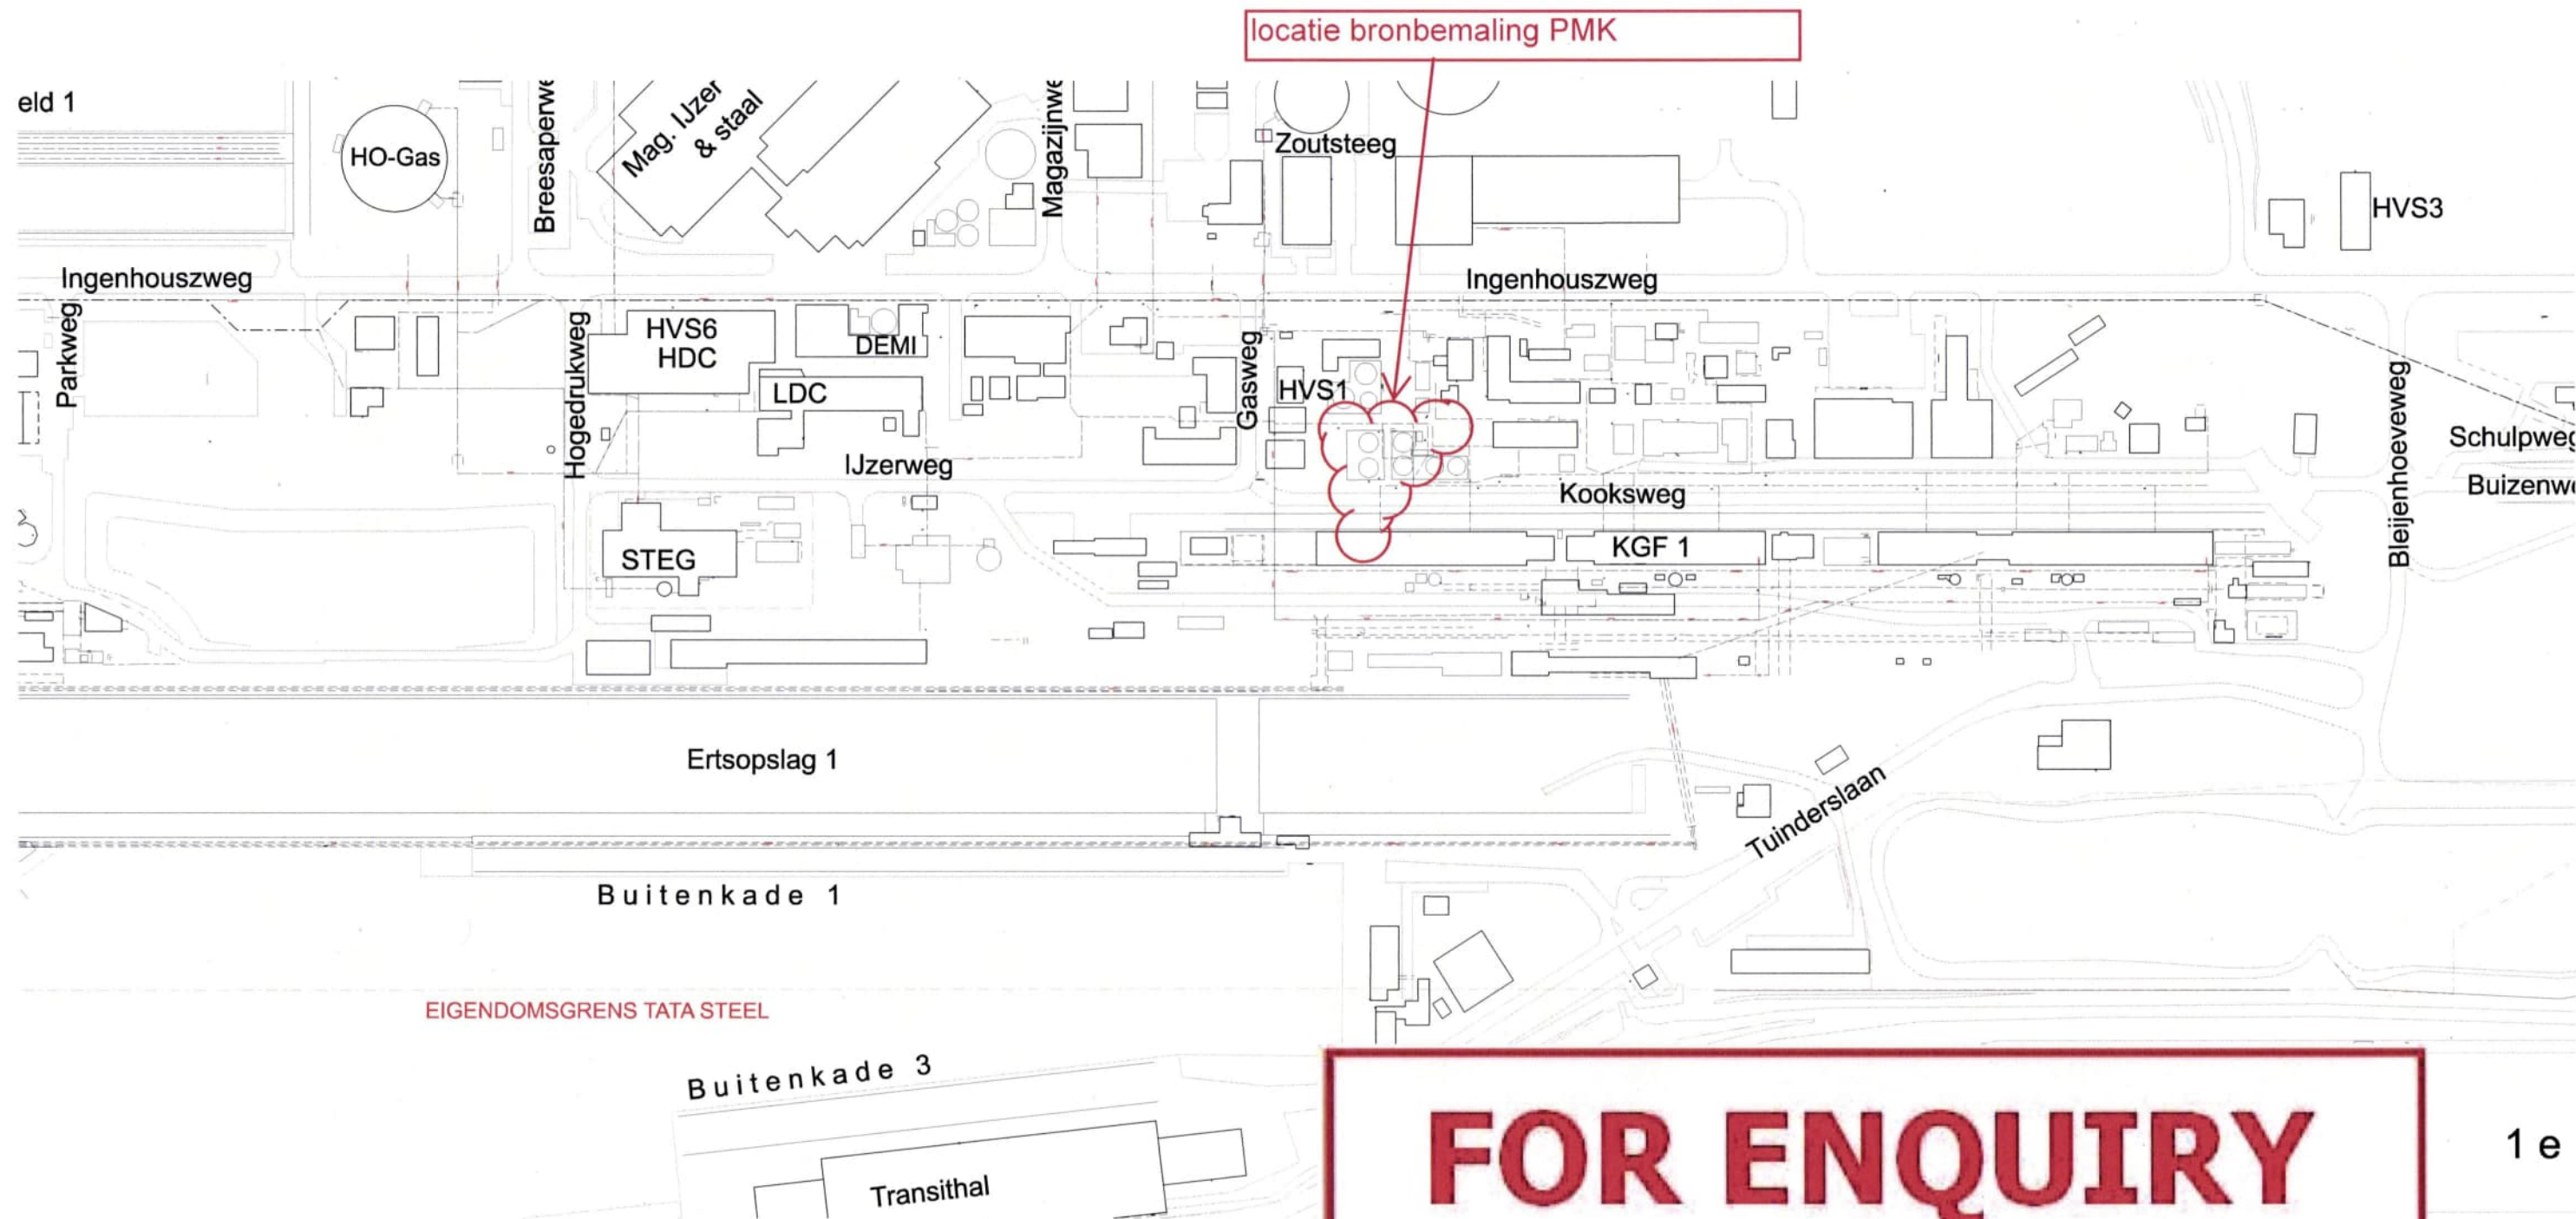 locatie bronbemaling PMK
eld 1
HO-Gas
Breesaperwe
Mag. IJzer
& staal
Magazijnwe
Zoutsteeg
HVS3
Ingenhouszweg
Ingenhouszweg
Parkweg
Hogedrukweg
HVS6
HDC
DEMI
LDC
Gasweg
HVS1
IJzerweg
Kooksweg
Bleijenhoeveweg
Schulpweg
Buizenw
STEG
KGF 1
Ertsopslag 1
Tuinderslaan
Buitenkade 1
EIGENDOMSGRENS TATA STEEL
Buitenkade 3
Transithal
FOR ENQUIRY
1 e